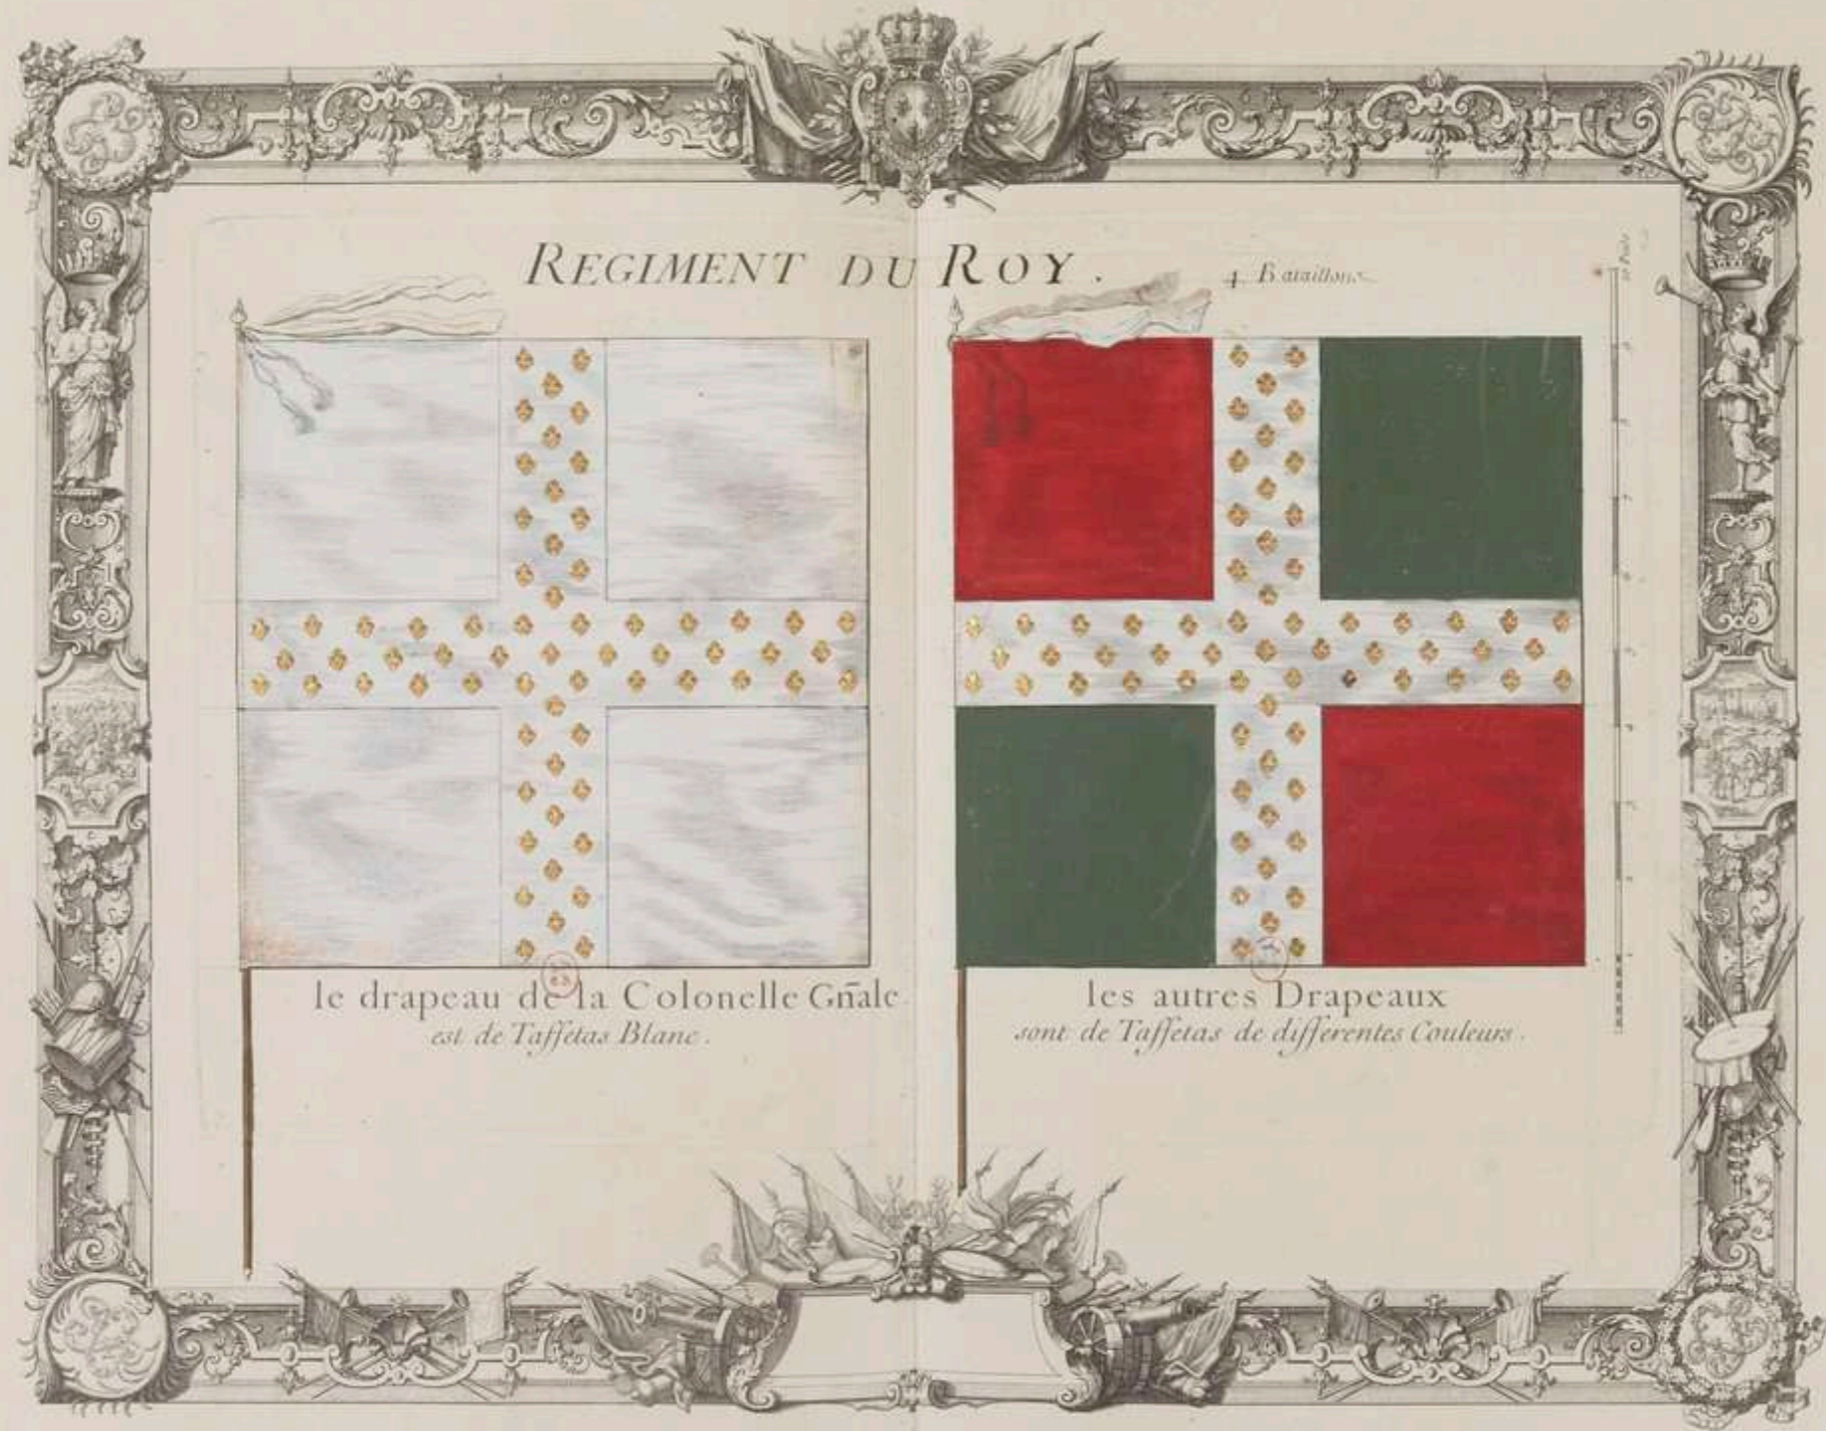 REGIMENT DU ROY.
4 Bataillons
le drapeau de la Colonelle Gñale
est de Taffetas Blanc.
les autres Drapeaux
sont de Taffetas de differentes Couleurs.